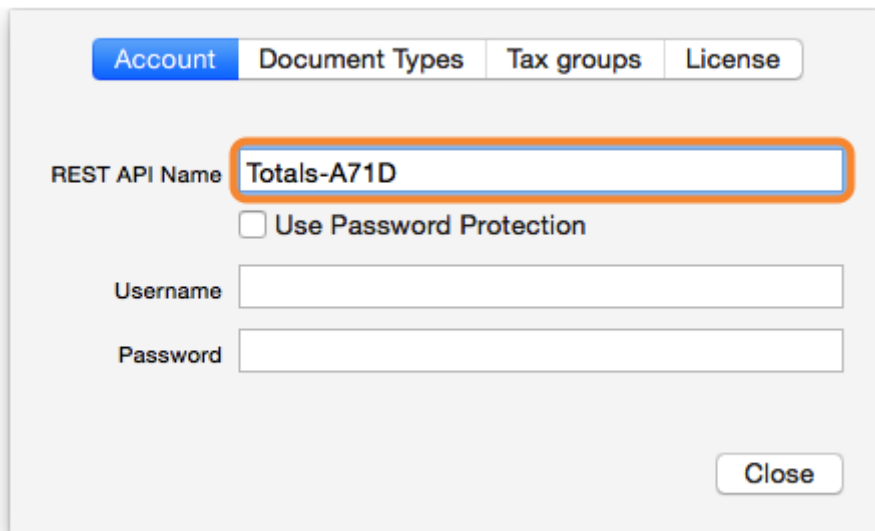 Account Document Types Tax groups License
REST API Name Totals-A71D
Use Password Protection
Username
Password
Close